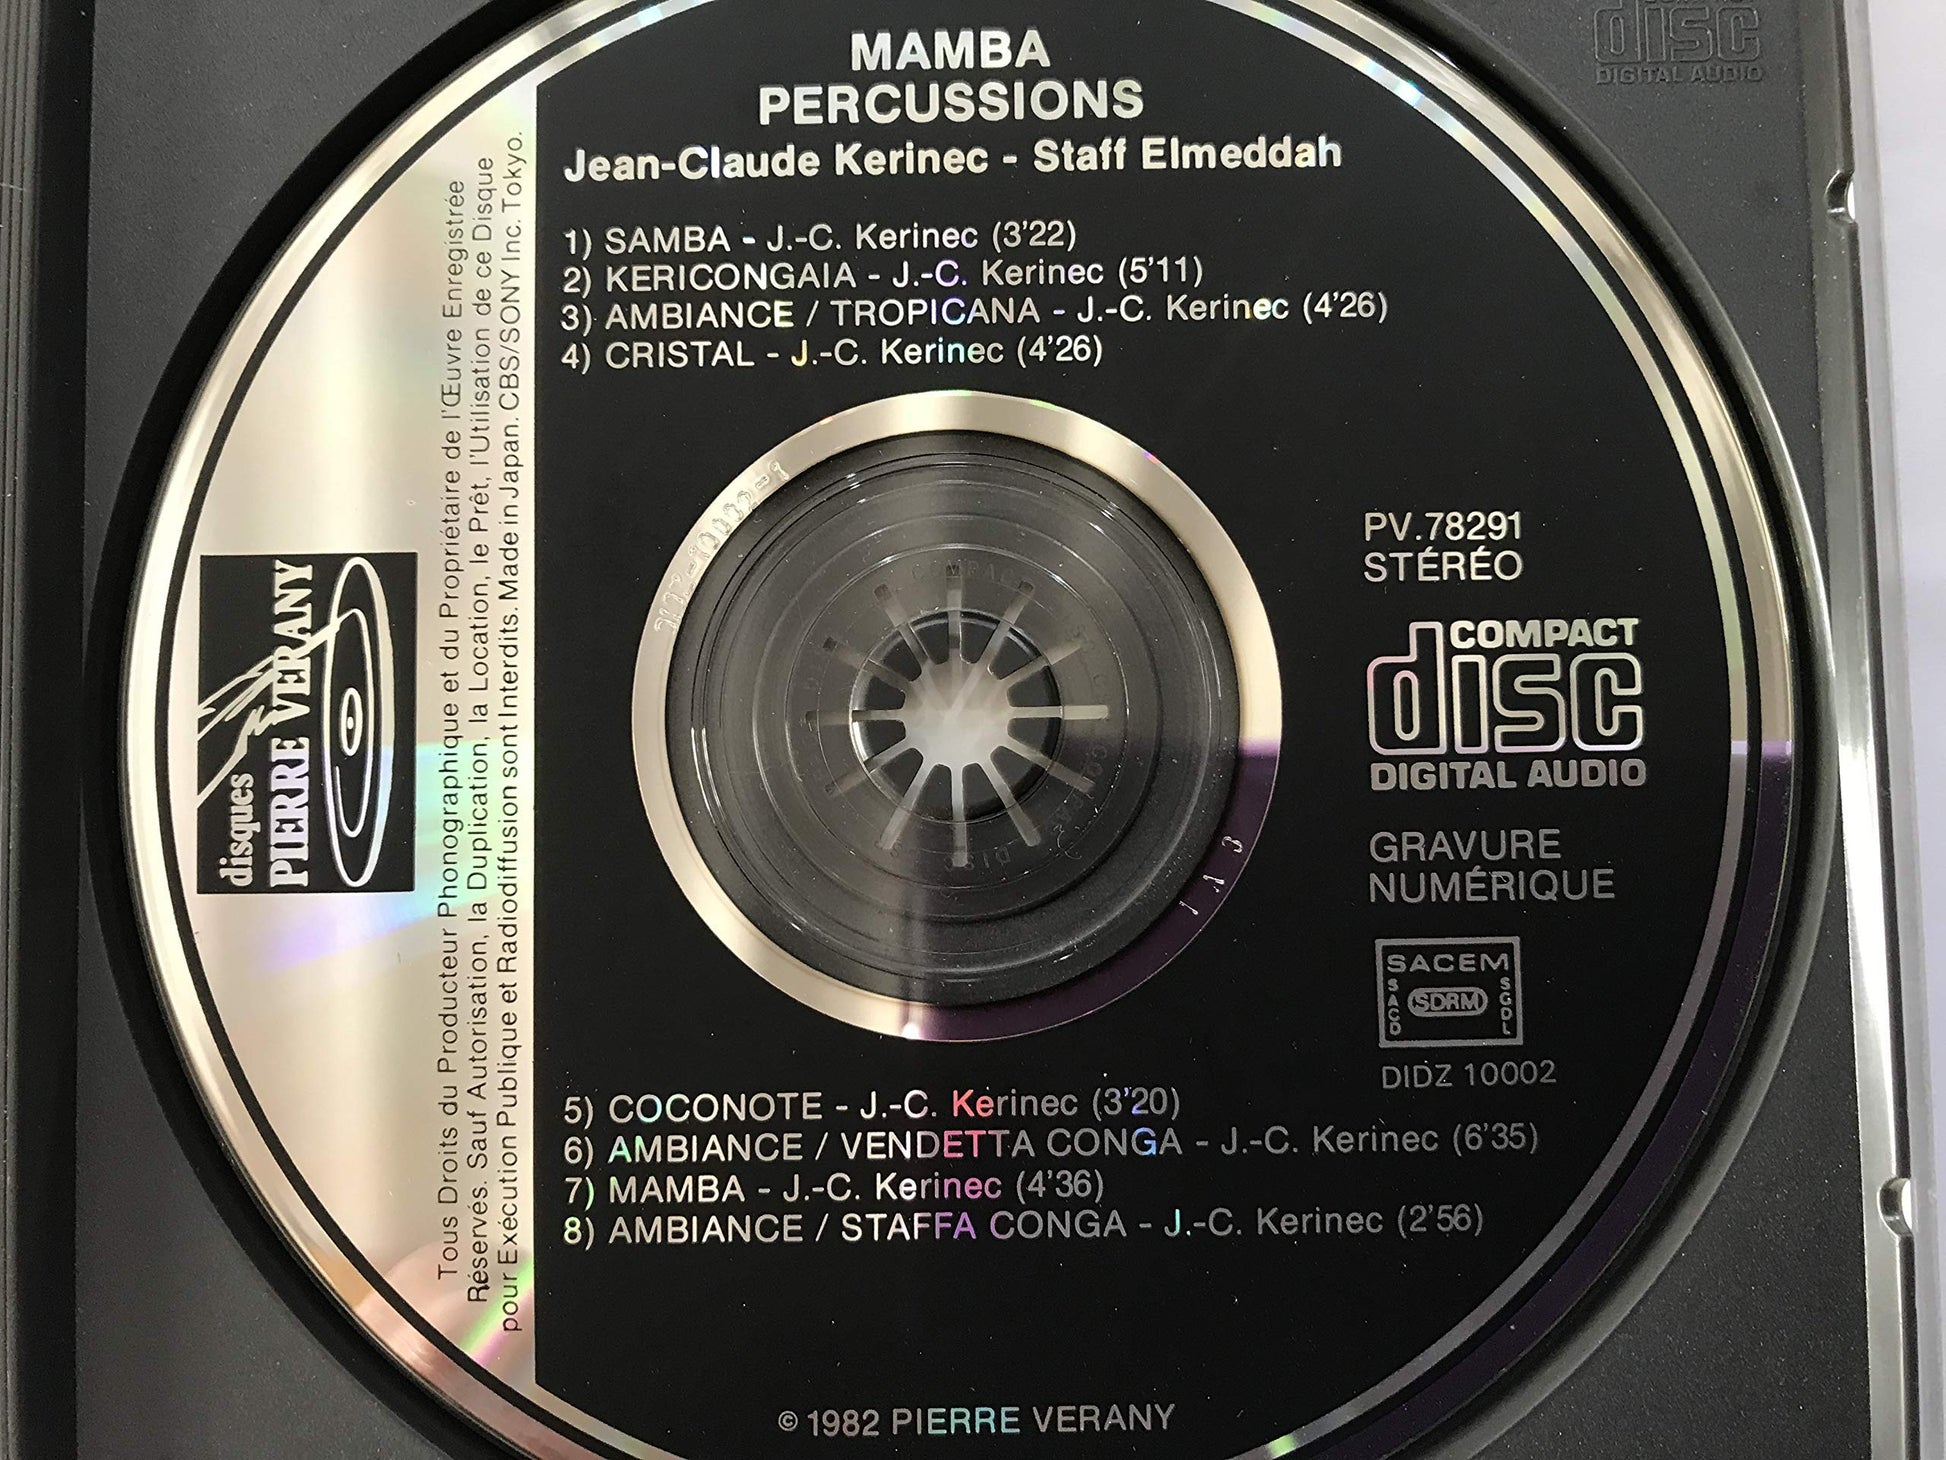 MAMBA
PERCUSSIONS
Jean-Claude Kerinec - Staff Elmeddah
1) SAMBA - J.-C. Kerinec (3'22)
2) KERICONGAIA - J.-C. Kerinec (5'11)
3) AMBIANCE / TROPICANA - J.-C. Kerinec (4'26)
4) CRISTAL - J.-C. Kerinec (4'26)
PV.78291
STÉRÉO
COMPACT
disc
DIGITAL AUDIO
GRAVURE
NUMÉRIQUE
SACEM
SACD
SDRM
SGDL
DIDZ 10002
5) COCONOTE - J.-C. Kerinec (3'20)
6) AMBIANCE / VENDETTA CONGA - J.-C. Kerinec (6'35)
7) MAMBA - J.-C. Kerinec (4'36)
8) AMBIANCE / STAFFA CONGA - J.-C. Kerinec (2'56)
© 1982 PIERRE VERANY
disques
PIERRE VERANY
Tous Droits du Producteur Phonographique et du Propriétaire de l'Œuvre Enregistrée
Réservés. Sauf Autorisation, la Duplication, la Location, le Prêt, l'Utilisation de ce Disque
pour Exécution Publique et Radiodiffusion sont Interdits. Made in Japan. CBS/SONY Inc. Tokyo.
disc
DIGITAL AUDIO